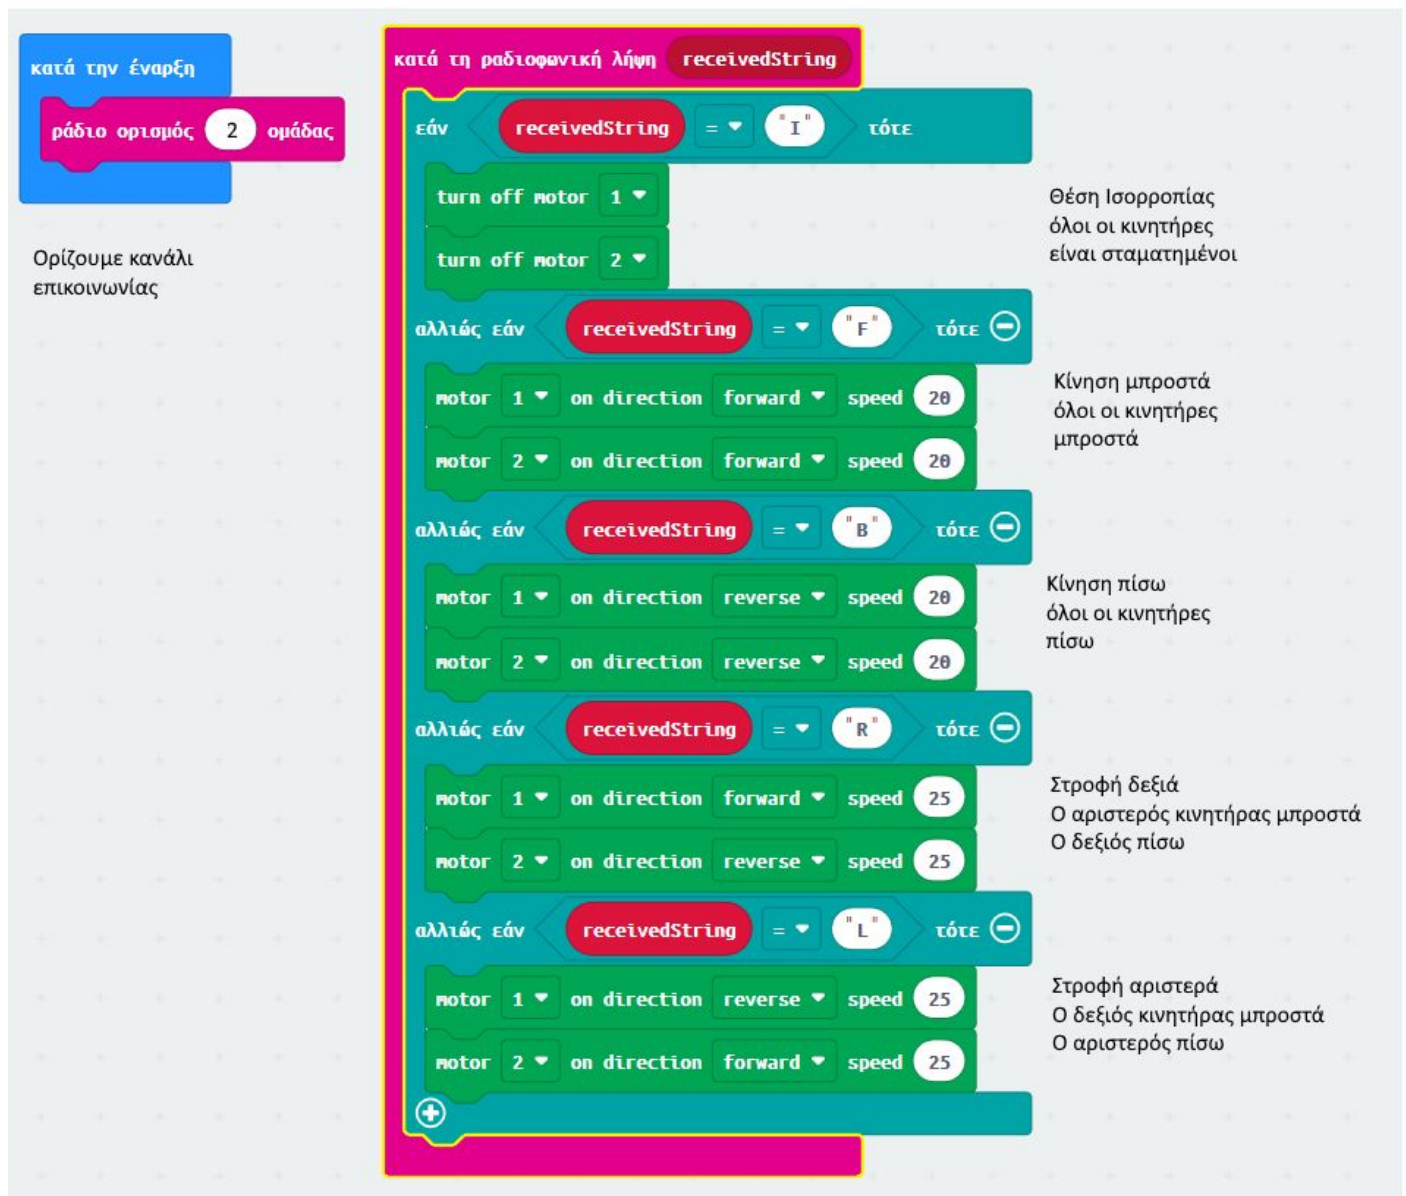 κατά την έναρξη
ράδιο ορισμός 2 ομάδας
Ορίζουμε κανάλι
επικοινωνίας
κατά τη ραδιοφωνική λήψη receivedString
εάν receivedString = "I" τότε
turn off motor 1
turn off motor 2
Θέση Ισορροπίας
όλοι οι κινητήρες
είναι σταματημένοι
αλλιώς εάν receivedString = "F" τότε
motor 1 on direction forward speed 20
motor 2 on direction forward speed 20
Κίνηση μπροστά
όλοι οι κινητήρες
μπροστά
αλλιώς εάν receivedString = "B" τότε
motor 1 on direction reverse speed 20
motor 2 on direction reverse speed 20
Κίνηση πίσω
όλοι οι κινητήρες
πίσω
αλλιώς εάν receivedString = "R" τότε
motor 1 on direction forward speed 25
motor 2 on direction reverse speed 25
Στροφή δεξιά
Ο αριστερός κινητήρας μπροστά
Ο δεξιός πίσω
αλλιώς εάν receivedString = "L" τότε
motor 1 on direction reverse speed 25
motor 2 on direction forward speed 25
Στροφή αριστερά
Ο δεξιός κινητήρας μπροστά
Ο αριστερός πίσω